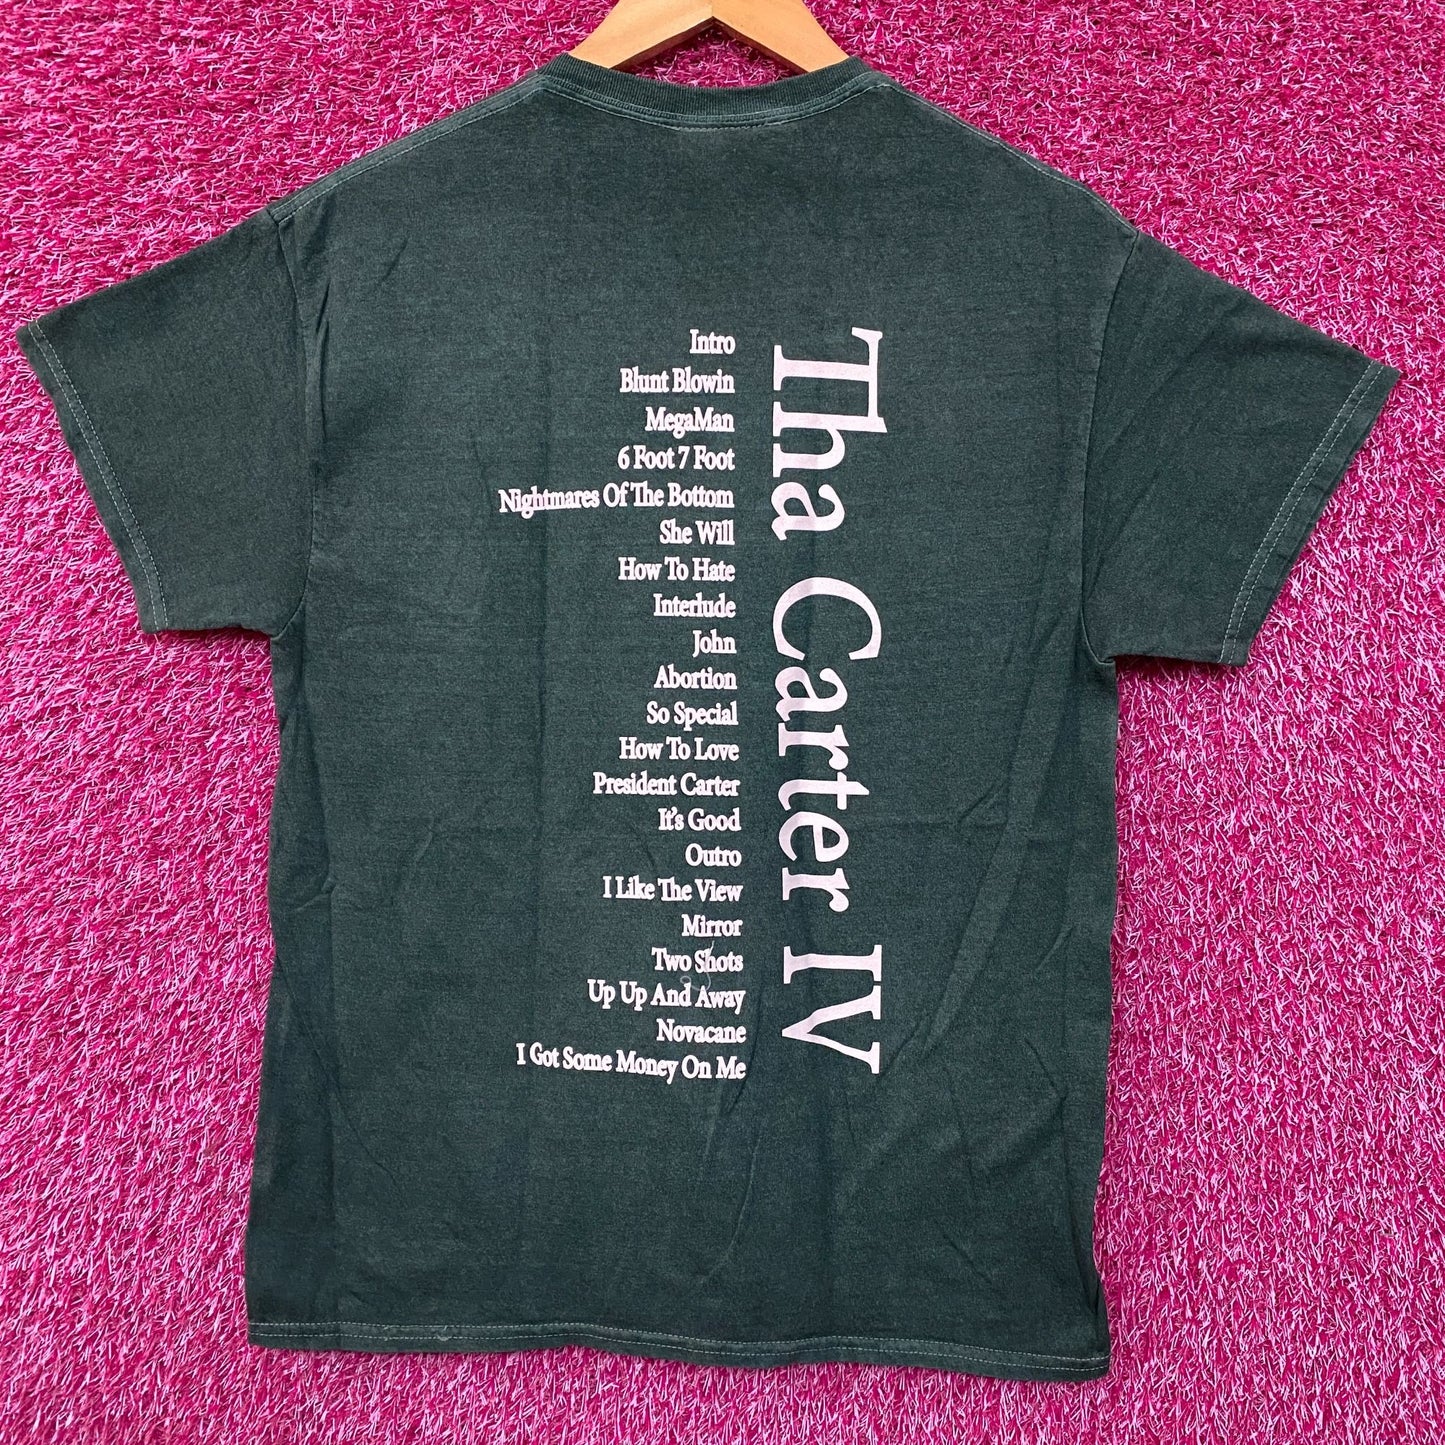 Intro
Blunt Blowin
MegaMan
6 Foot 7 Foot
Nightmares Of The Bottom
She Will
How To Hate
Interlude
John
Abortion
So Special
How To Love
President Carter
It's Good
Outro
I Like The View
Mirror
Two Shots
Up Up And Away
Novacane
I Got Some Money On Me
Tha Carter IV